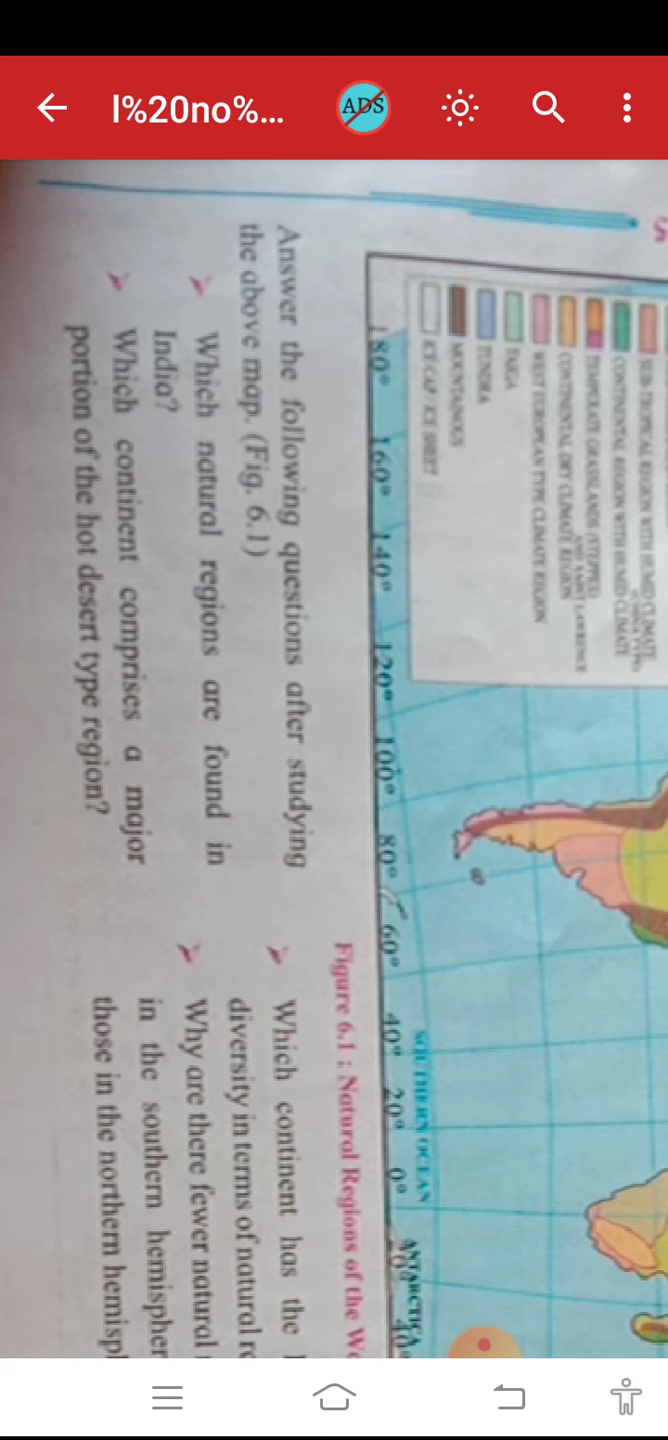 l%20no%...
ADS
SUB-TROPICAL REGION WITH HUMID CLIMATE
CONTINENTAL REGION WITH HUMID CLIMATE
TEMPERATE GRASSLANDS (STEPPES)
CONTINENTAL DRY CLIMATE REGION
WEST EUROPEAN TYPE CLIMATE REGION
TAIGA
TUNDRA
MOUNTAINOUS
ICE CAP ICE SHEET
60°
SOUTHERN OCEAN
ANTARCTICA
180° 160° 140° 120° 100° 80° 60° 40° 20° 0° 20° 40°
Figure 6.1 : Natural Regions of the
Answer the following questions after studying
the above map. (Fig. 6.1)
➢ Which natural regions are found in
India?
➢ Which continent comprises a major
portion of the hot desert type region?
➢ Which continent has the
diversity in terms of natural
➢ Why are there fewer natural
in the southern
those in the northern